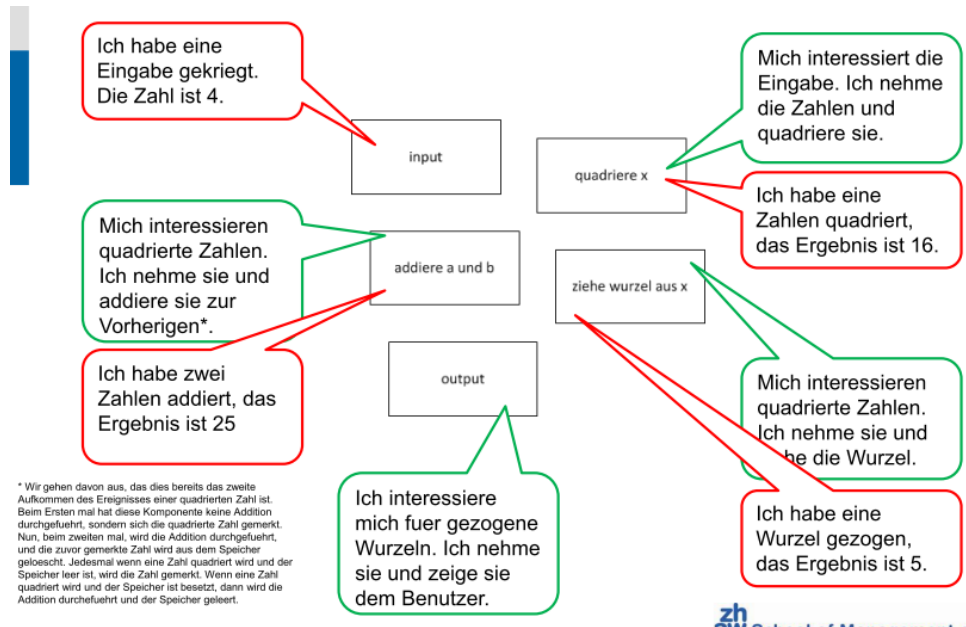 Ich habe eine
Eingabe gekriegt.
Die Zahl ist 4.
input
Mich interessiert die
Eingabe. Ich nehme
die Zahlen und
quadriere sie.
quadriere x
Ich habe eine
Zahlen quadriert,
das Ergebnis ist 16.
Mich interessieren
quadrierte Zahlen.
Ich nehme sie und
addiere sie zur
Vorherigen*.
addiere a und b
ziehe wurzel aus x
Ich habe zwei
Zahlen addiert, das
Ergebnis ist 25
output
Mich interessieren
quadrierte Zahlen.
Ich nehme sie und
die Wurzel.
Ich interessiere
mich fuer gezogene
Wurzeln. Ich nehme
sie und zeige sie
dem Benutzer.
Ich habe eine
Wurzel gezogen,
das Ergebnis ist 5.
* Wir gehen davon aus, das dies bereits das zweite
Aufkommen des Ereignisses einer quadrierten Zahl ist.
Beim Ersten mal hat diese Komponente keine Addition
durchgefuehrt, sondern sich die quadrierte Zahl gemerkt.
Nun, beim zweiten mal, wird die Addition durchgefuehrt,
und die zuvor gemerkte Zahl wird aus dem Speicher
geloescht. Jedesmal wenn eine Zahl quadriert wird und der
Speicher leer ist, wird die Zahl gemerkt. Wenn eine Zahl
quadriert wird und der Speicher ist besetzt, dann wird die
Addition durchefuehrt und der Speicher geleert.
zh